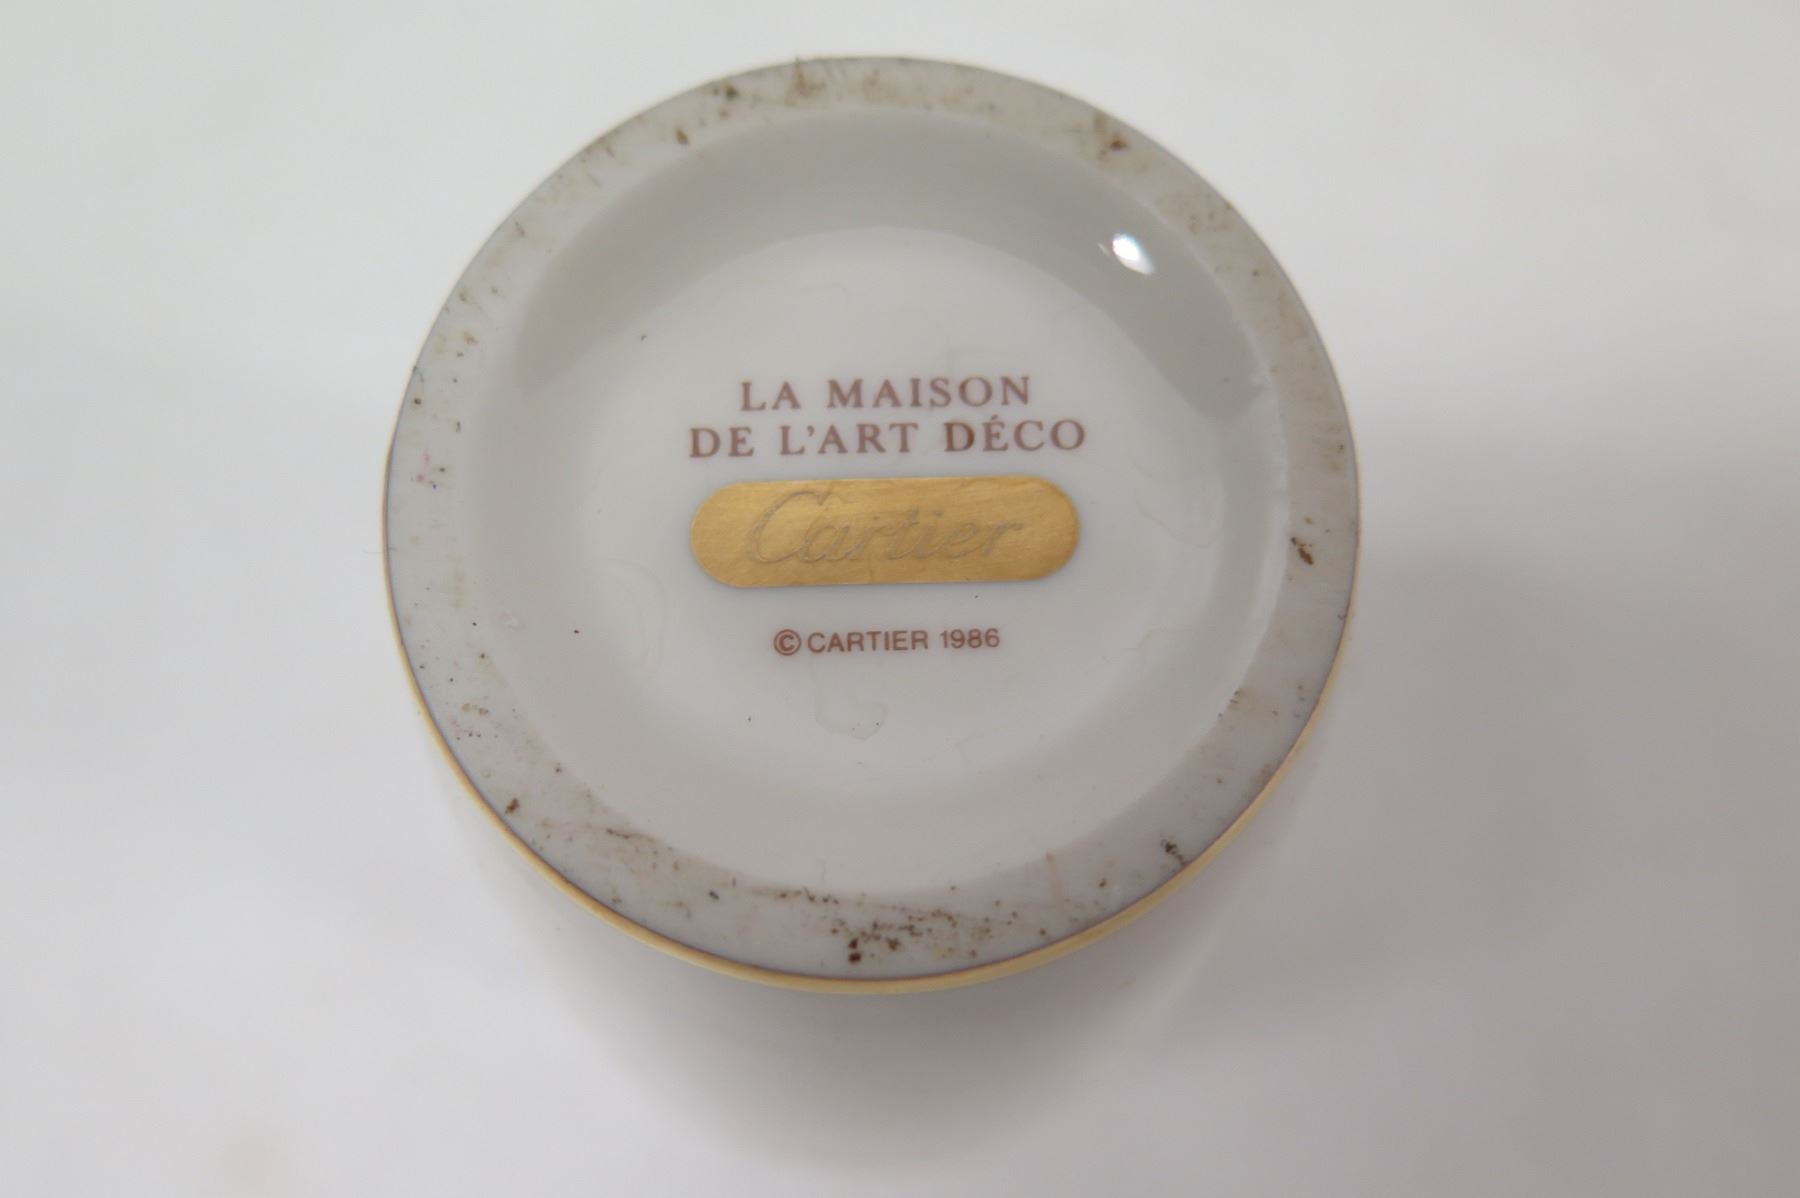 LA MAISON
DE L'ART DÉCO
Cartier
© CARTIER 1986